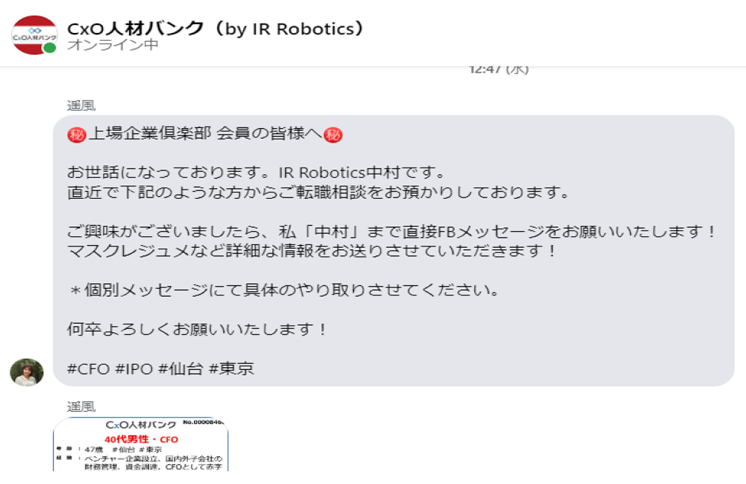 CxO人材バンク（by IR Robotics）
オンライン中
12:47 (水)
遥風
㊙上場企業倶楽部 会員の皆様へ㊙
お世話になっております。IR Robotics中村です。
直近で下記のような方からご転職相談をお預かりしております。
ご興味がございましたら、私「中村」まで直接FBメッセージをお願いいたします！
マスクレジュメなど詳細な情報をお送りさせていただきます！
＊個別メッセージにて具体のやり取りさせてください。
何卒よろしくお願いいたします！
#CFO #IPO #仙台 #東京
遥風
CxO人材バンク
40代男性・CFO
47歳 #仙台 #東京
ベンチャー企業設立、国内外子会社の
財務管理、資金調達、CFOとして赤字